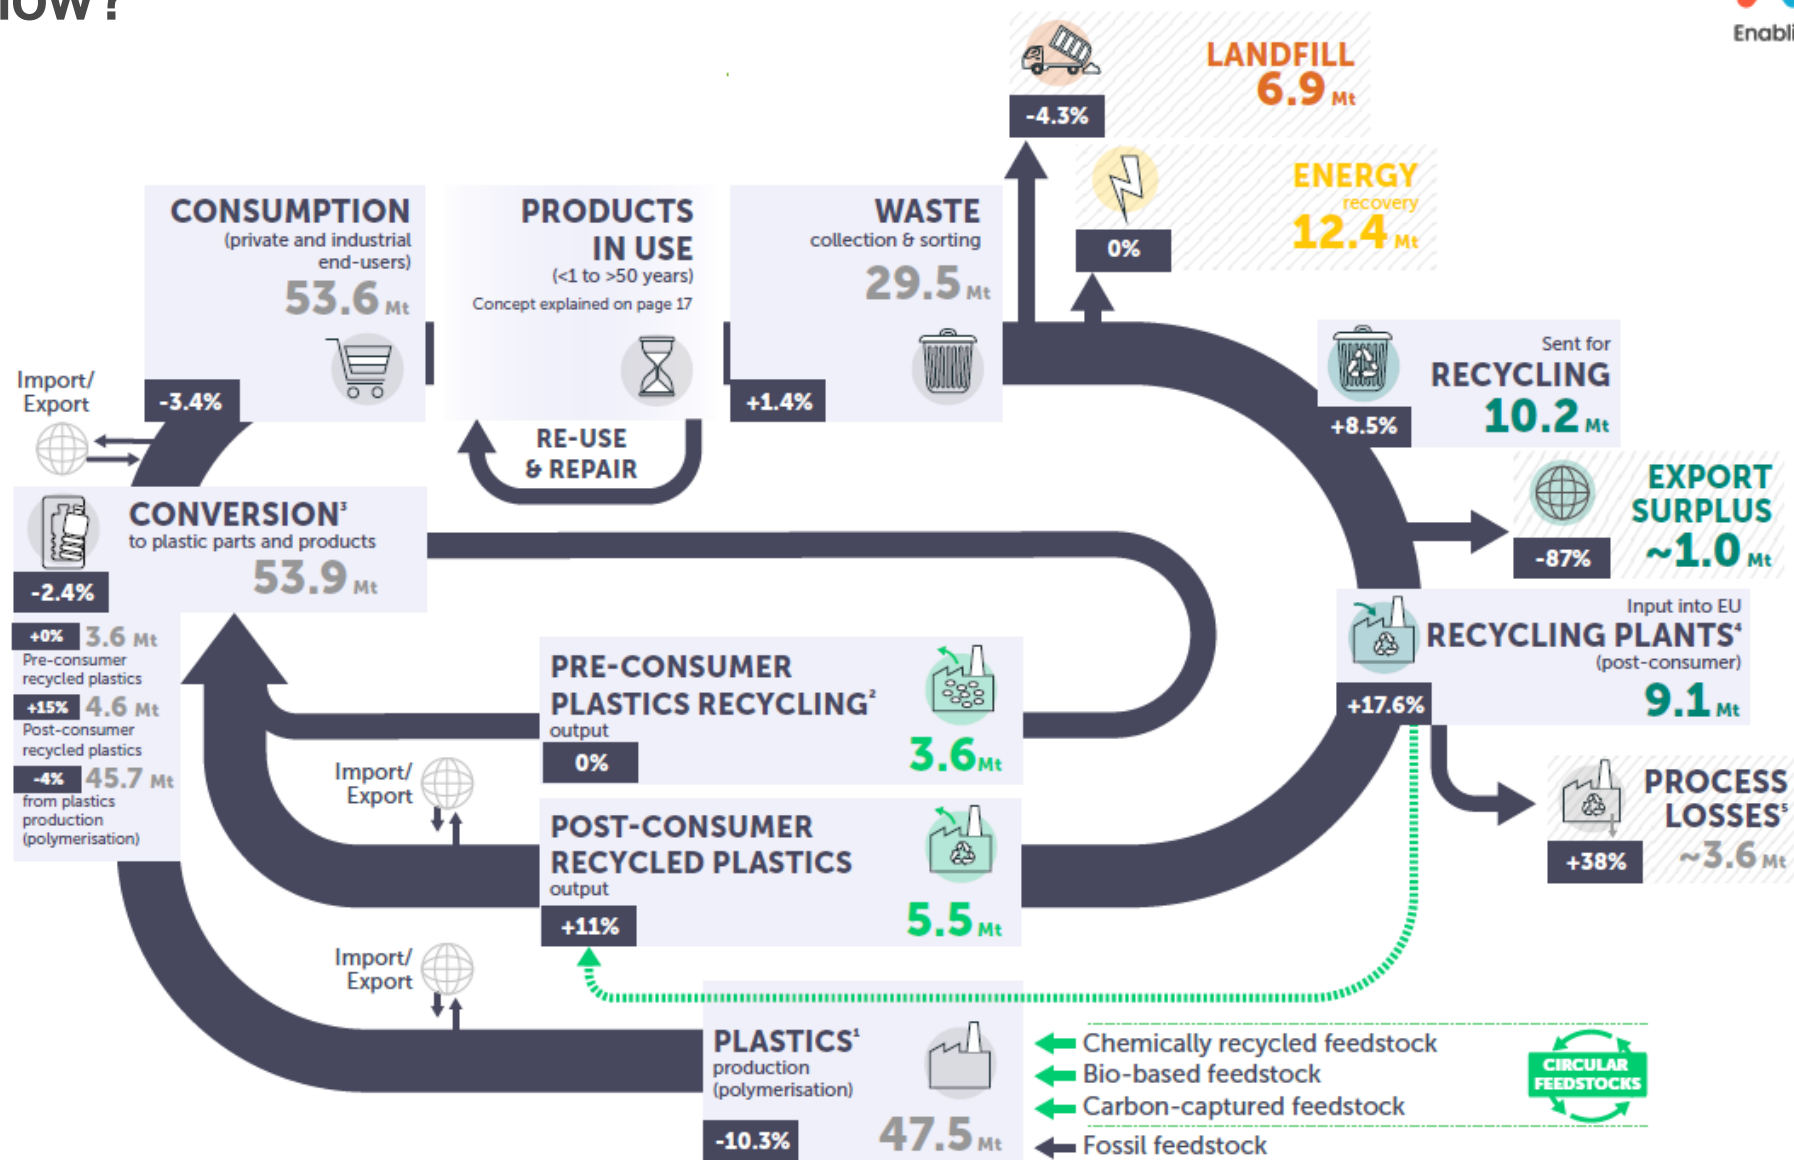 Enabli
LANDFILL
6.9 Mt
-4.3%
ENERGY
recovery
12.4 Mt
0%
CONSUMPTION
(private and industrial
end-users)
53.6 Mt
-3.4%
PRODUCTS
IN USE
(<1 to >50 years)
Concept explained on page 17
RE-USE
& REPAIR
WASTE
collection & sorting
29.5 Mt
+1.4%
Sent for
RECYCLING
10.2 Mt
+8.5%
EXPORT
SURPLUS
~1.0 Mt
-87%
Input into EU
RECYCLING PLANTS⁴
(post-consumer)
9.1 Mt
+17.6%
PROCESS
LOSSES⁵
~3.6 Mt
+38%
Import/
Export
CONVERSION³
to plastic parts and products
53.9 Mt
-2.4%
+0% 3.6 Mt
Pre-consumer
recycled plastics
+15% 4.6 Mt
Post-consumer
recycled plastics
-4% 45.7 Mt
from plastics
production
(polymerisation)
PRE-CONSUMER
PLASTICS RECYCLING²
output
0%
3.6 Mt
Import/
Export
POST-CONSUMER
RECYCLED PLASTICS
output
+11%
5.5 Mt
Import/
Export
PLASTICS¹
production
(polymerisation)
-10.3%
47.5 Mt
Chemically recycled feedstock
Bio-based feedstock
Carbon-captured feedstock
Fossil feedstock
CIRCULAR
FEEDSTOCKS